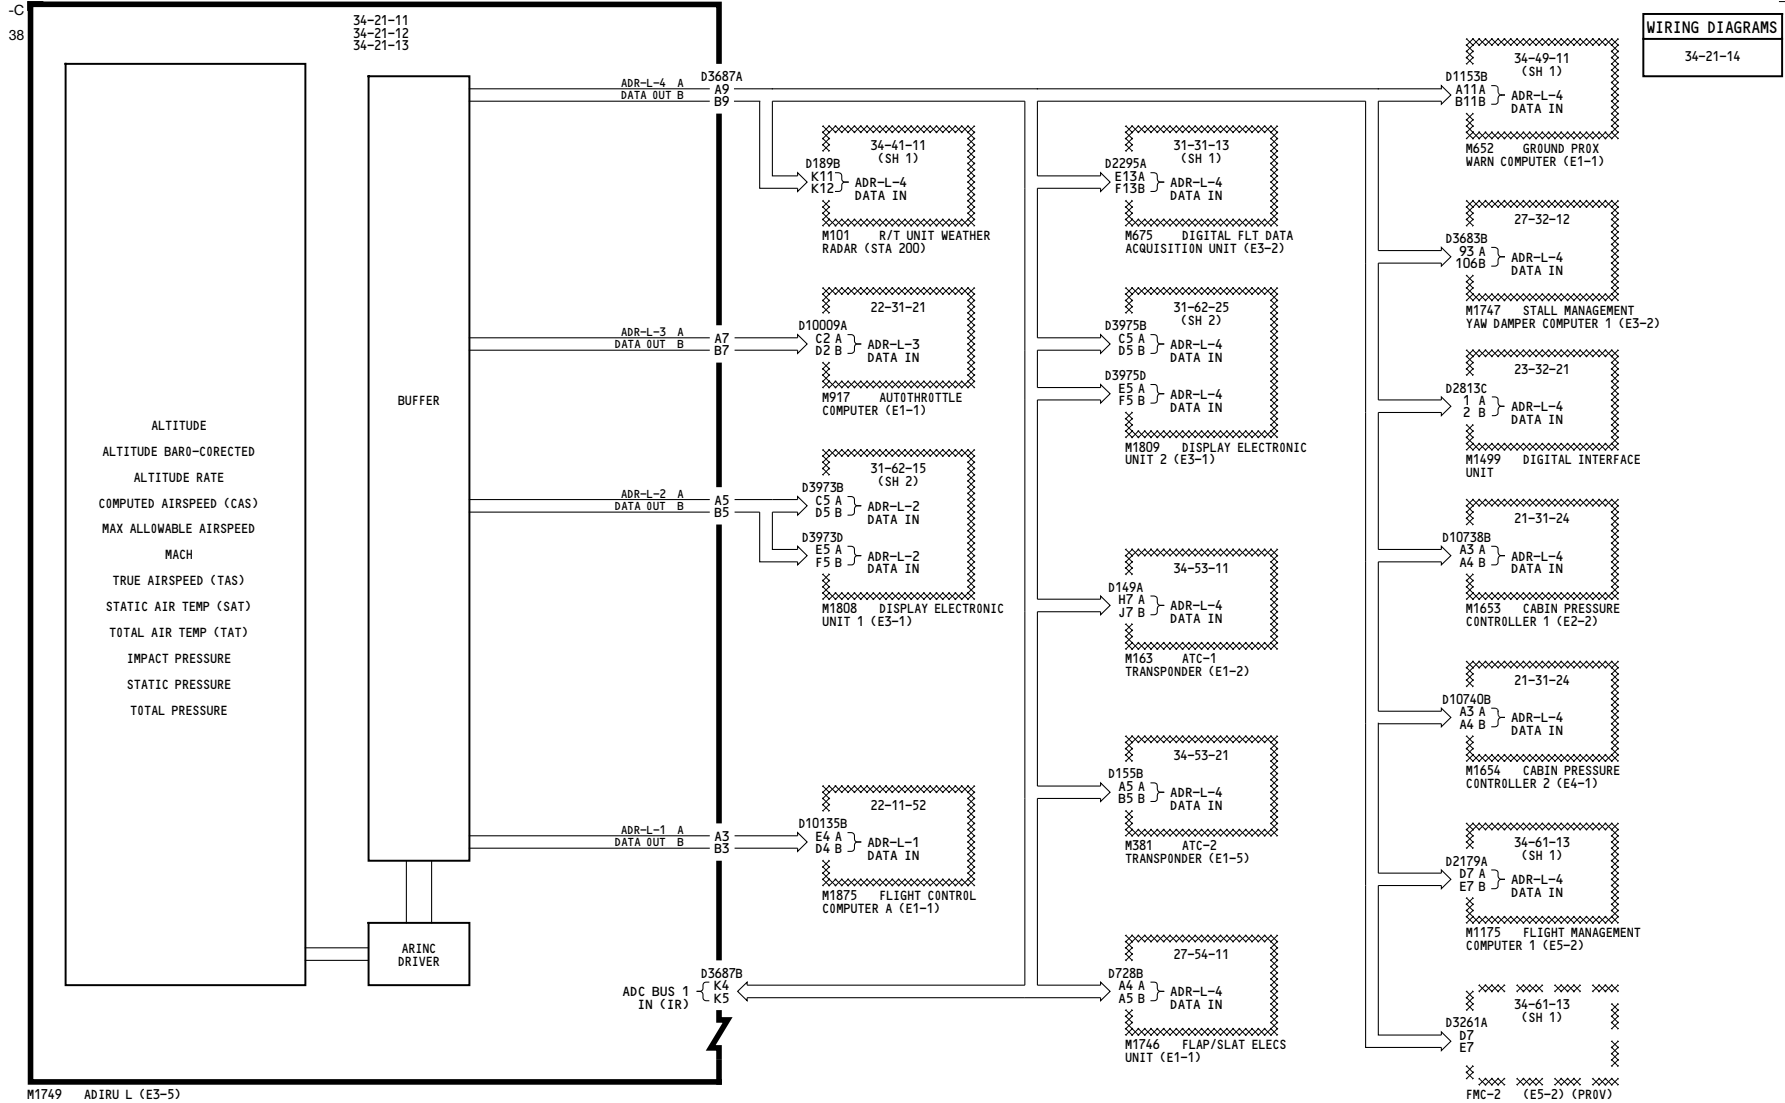 -C
38
34-21-11
34-21-12
34-21-13
ALTITUDE
ALTITUDE BARO-CORECTED
ALTITUDE RATE
COMPUTED AIRSPEED (CAS)
MAX ALLOWABLE AIRSPEED
MACH
TRUE AIRSPEED (TAS)
STATIC AIR TEMP (SAT)
TOTAL AIR TEMP (TAT)
IMPACT PRESSURE
STATIC PRESSURE
TOTAL PRESSURE
BUFFER
ARINC
DRIVER
D3687A
ADR-L-4 A A9
DATA OUT B B9
ADR-L-3 A A7
DATA OUT B B7
ADR-L-2 A A5
DATA OUT B B5
ADR-L-1 A A3
DATA OUT B B3
D3687B
ADC BUS 1 K4
IN (IR) K5
M1749 ADIRU L (E3-5)
34-41-11
(SH 1)
D189B
K11
K12
ADR-L-4
DATA IN
M101 R/T UNIT WEATHER
RADAR (STA 200)
22-31-21
D10009A
C2 A
D2 B
ADR-L-3
DATA IN
M917 AUTOTHROTTLE
COMPUTER (E1-1)
31-62-15
(SH 2)
D3973B
C5 A
D5 B
ADR-L-2
DATA IN
D3973D
E5 A
F5 B
ADR-L-2
DATA IN
M1808 DISPLAY ELECTRONIC
UNIT 1 (E3-1)
22-11-52
D10135B
E4 A
D4 B
ADR-L-1
DATA IN
M1875 FLIGHT CONTROL
COMPUTER A (E1-1)
31-31-13
(SH 1)
D2295A
E13A
F13B
ADR-L-4
DATA IN
M675 DIGITAL FLT DATA
ACQUISITION UNIT (E3-2)
31-62-25
(SH 2)
D3975B
C5 A
D5 B
ADR-L-4
DATA IN
D3975D
E5 A
F5 B
ADR-L-4
DATA IN
M1809 DISPLAY ELECTRONIC
UNIT 2 (E3-1)
34-53-11
D149A
H7 A
J7 B
ADR-L-4
DATA IN
M163 ATC-1
TRANSPONDER (E1-2)
34-53-21
D155B
A5 A
B5 B
ADR-L-4
DATA IN
M381 ATC-2
TRANSPONDER (E1-5)
27-54-11
D728B
A4 A
A5 B
ADR-L-4
DATA IN
M1746 FLAP/SLAT ELECS
UNIT (E1-1)
34-49-11
(SH 1)
D1153B
A11A
B11B
ADR-L-4
DATA IN
M652 GROUND PROX
WARN COMPUTER (E1-1)
27-32-12
D3683B
93 A
106B
ADR-L-4
DATA IN
M1747 STALL MANAGEMENT
YAW DAMPER COMPUTER 1 (E3-2)
23-32-21
D2813C
1 A
2 B
ADR-L-4
DATA IN
M1499 DIGITAL INTERFACE
UNIT
21-31-24
D10738B
A3 A
A4 B
ADR-L-4
DATA IN
M1653 CABIN PRESSURE
CONTROLLER 1 (E2-2)
21-31-24
D10740B
A3 A
A4 B
ADR-L-4
DATA IN
M1654 CABIN PRESSURE
CONTROLLER 2 (E4-1)
34-61-13
(SH 1)
D2179A
D7 A
E7 B
ADR-L-4
DATA IN
M1175 FLIGHT MANAGEMENT
COMPUTER 1 (E5-2)
34-61-13
(SH 1)
D3261A
D7
E7
FMC-2 (E5-2) (PROV)
WIRING DIAGRAMS
34-21-14